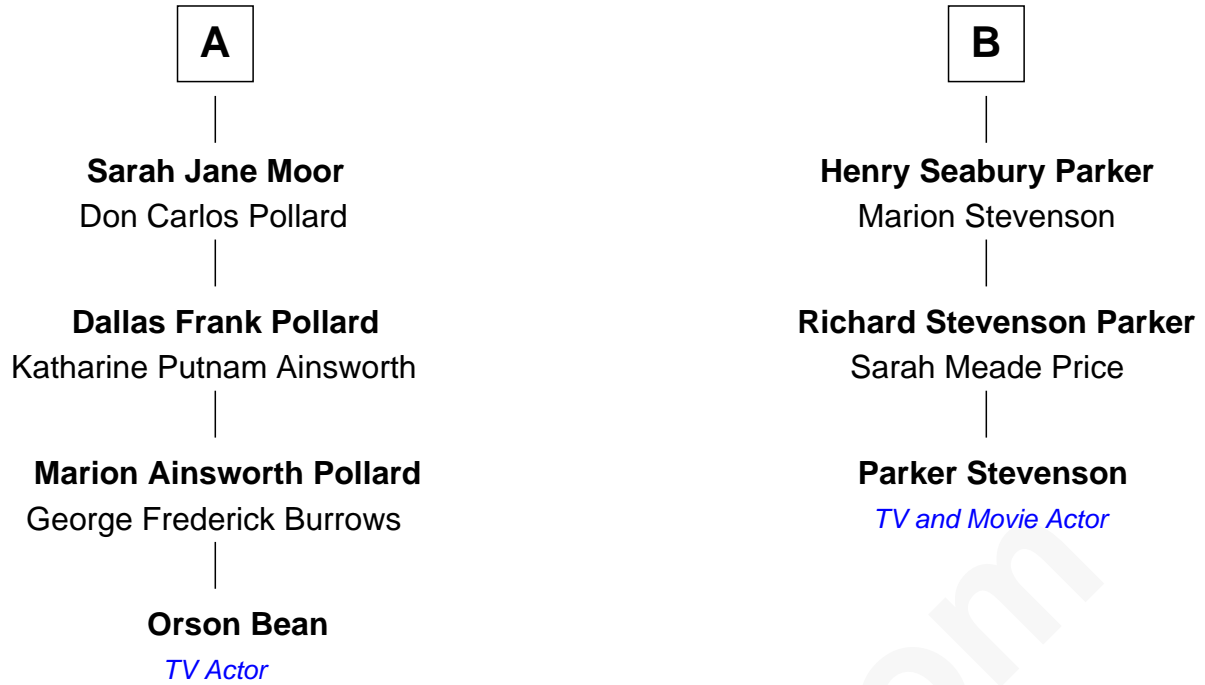 A
Sarah Jane Moor
Don Carlos Pollard
Dallas Frank Pollard
Katharine Putnam Ainsworth
Marion Ainsworth Pollard
George Frederick Burrows
Orson Bean
TV Actor
B
Henry Seabury Parker
Marion Stevenson
Richard Stevenson Parker
Sarah Meade Price
Parker Stevenson
TV and Movie Actor
om